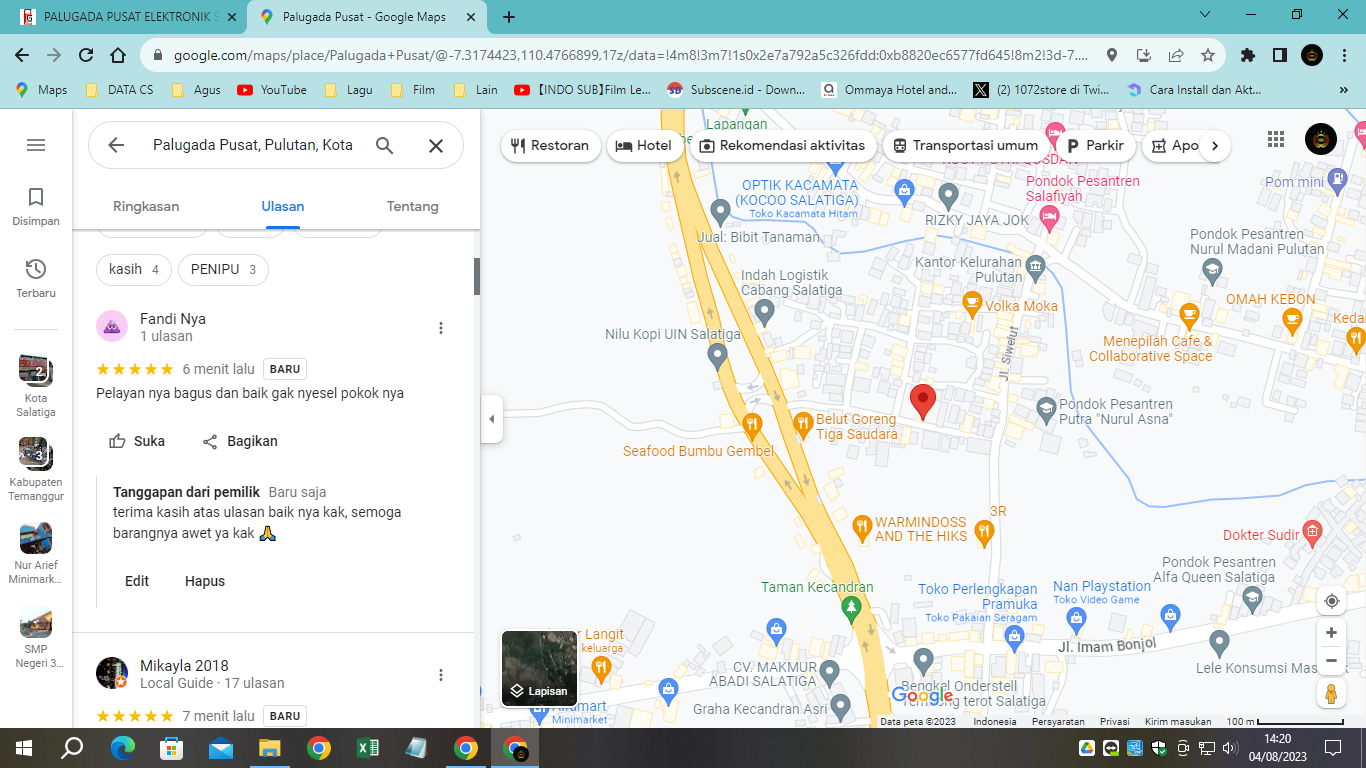 PALUGADA PUSAT ELEKTRONIK S
Palugada Pusat - Google Maps
google.com/maps/place/Palugada+Pusat/@-7.3174423,110.4766899,17z/data=!4m8!3m7!1s0x2e7a792a5c326fdd:0xb8820ec6577fd645!8m2!3d-7....
Maps
DATA CS
Agus
YouTube
Lagu
Film
Lain
【INDO SUB】Film Le...
Subscene.id - Down...
Ommaya Hotel and...
(2) 1072store di Twi...
Cara Install dan Akt...
»
Palugada Pusat, Pulutan, Kota
Ringkasan
Ulasan
Tentang
Disimpan
Terbaru
2
Kota
Salatiga
3
Kabupaten
Temanggur
Nur Arief
Minimark...
SMP
Negeri 3...
kasih 4
PENIPU 3
Fandi Nya
1 ulasan
6 menit lalu
BARU
Pelayan nya bagus dan baik gak nyesel pokok nya
Suka
Bagikan
Tanggapan dari pemilik Baru saja
terima kasih atas ulasan baik nya kak, semoga
barangnya awet ya kak 🙏
Edit
Hapus
Mikayla 2018
Local Guide · 17 ulasan
7 menit lalu
BARU
Restoran
Hotel
Rekomendasi aktivitas
Transportasi umum
Parkir
Apo
Lapangan
OPTIK KACAMATA
(KOCOO SALATIGA)
Toko Kacamata Hitam
RIZKY JAYA JOK
Pondok Pesantren
Salafiyah
Pom mini
Jual: Bibit Tanaman
Pondok Pesantren
Nurul Madani Pulutan
Kantor Kelurahan
Pulutan
Indah Logistik
Cabang Salatiga
Volka Moka
OMAH KEBON
Kedai
Nilu Kopi UIN Salatiga
Menepilah Cafe &
Collaborative Space
Jl. Siwelut
Pondok Pesantren
Putra "Nurul Asna"
Belut Goreng
Tiga Saudara
Seafood Bumbu Gembel
WARMINDOSS
AND THE HIKS
3R
Dokter Sudir
Pondok Pesantren
Alfa Queen Salatiga
Taman Kecandran
Toko Perlengkapan
Pramuka
Toko Pakaian Seragam
Nan Playstation
Toko Video Game
Langit
keluarga
Jl. Imam Bonjol
CV. MAKMUR
ABADI SALATIGA
Lele Konsumsi Mas
Bengkel Onderstell
terot Salatiga
Graha Kecandran Asri
Alfamart
Minimarket
Lapisan
Google
Data peta ©2023
Indonesia
Persyaratan
Privasi
Kirim masukan
100 m
14:20
04/08/2023